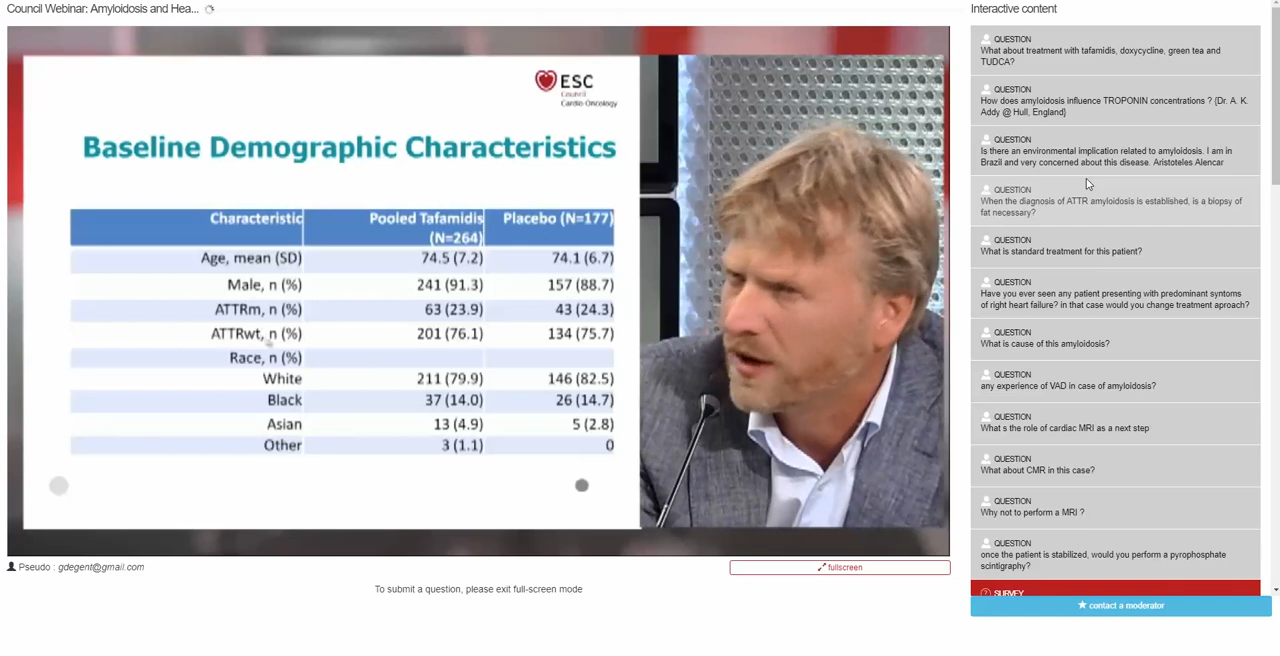 Council Webinar: Amyloidosis and Hea...
ESC
Council
Cardio Oncology
Baseline Demographic Characteristics
Characteristic Pooled Tafamidis (N=264) Placebo (N=177)
Age, mean (SD) 74.5 (7.2) 74.1 (6.7)
Male, n (%) 241 (91.3) 157 (88.7)
ATTRm, n (%) 63 (23.9) 43 (24.3)
ATTRwt, n (%) 201 (76.1) 134 (75.7)
Race, n (%)
White 211 (79.9) 146 (82.5)
Black 37 (14.0) 26 (14.7)
Asian 13 (4.9) 5 (2.8)
Other 3 (1.1) 0
Pseudo : gdegent@gmail.com
fullscreen
To submit a question, please exit full-screen mode
Interactive content
QUESTION
What about treatment with tafamidis, doxycycline, green tea and
TUDCA?
QUESTION
How does amyloidosis influence TROPONIN concentrations ? {Dr. A. K.
Addy @ Hull, England}
QUESTION
Is there an environmental implication related to amyloidosis. I am in
Brazil and very concerned about this disease. Aristoteles Alencar
QUESTION
When the diagnosis of ATTR amyloidosis is established, is a biopsy of
fat necessary?
QUESTION
What is standard treatment for this patient?
QUESTION
Have you ever seen any patient presenting with predominant syntoms
of right heart failure? in that case would you change treatment aproach?
QUESTION
What is cause of this amyloidosis?
QUESTION
any experience of VAD in case of amyloidosis?
QUESTION
What s the role of cardiac MRI as a next step
QUESTION
What about CMR in this case?
QUESTION
Why not to perform a MRI ?
QUESTION
once the patient is stabilized, would you perform a pyrophosphate
scintigraphy?
SURVEY
contact a moderator